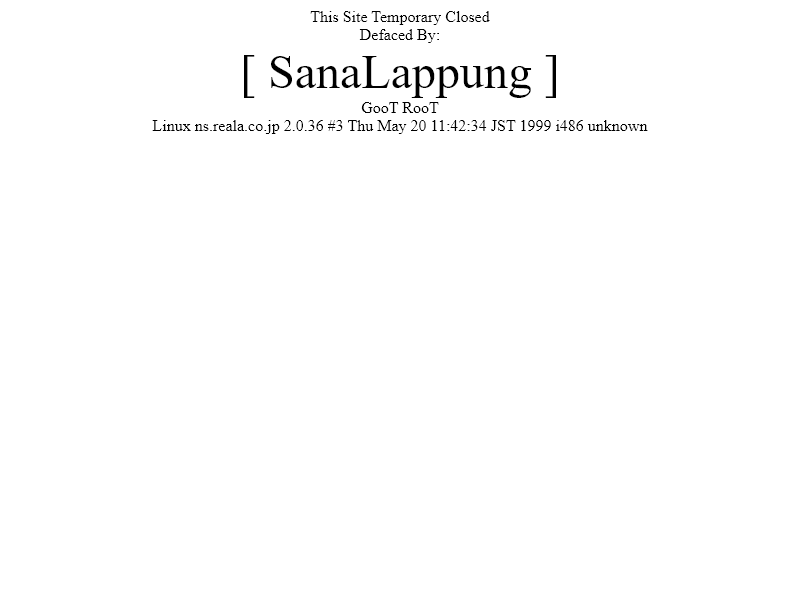 This Site Temporary Closed
Defaced By:
[ SanaLappung ]
GooT RooT
Linux ns.reala.co.jp 2.0.36 #3 Thu May 20 11:42:34 JST 1999 i486 unknown